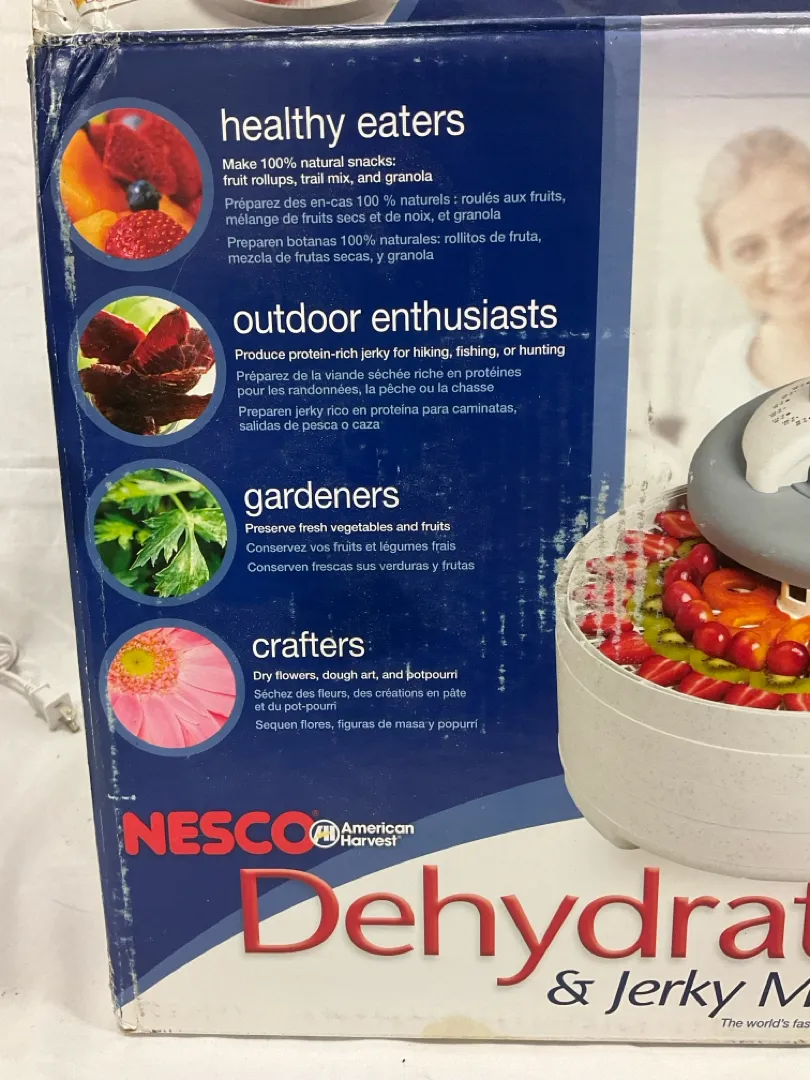 healthy eaters
Make 100% natural snacks:
fruit rollups, trail mix, and granola
Préparez des en-cas 100 % naturels : roulés aux fruits,
mélange de fruits secs et de noix, et granola
Preparen botanas 100% naturales: rollitos de fruta,
mezcla de frutas secas, y granola
outdoor enthusiasts
Produce protein-rich jerky for hiking, fishing, or hunting
Préparez de la viande séchée riche en protéines
pour les randonnées, la pêche ou la chasse
Preparen jerky rico en proteína para caminatas,
salidas de pesca o caza
gardeners
Preserve fresh vegetables and fruits
Conservez vos fruits et légumes frais
Conserven frescas sus verduras y frutas
crafters
Dry flowers, dough art, and potpourri
Séchez des fleurs, des créations en pâte
et du pot-pourri
Sequen flores, figuras de masa y popurrí
NESCO® American
Harvest
Dehydrat
& Jerky M
The world's fas